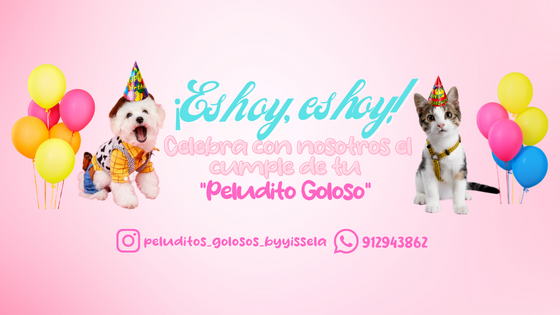 ¡Es hoy, es hoy!
Celebra con nosotros el
cumple de tu
"Peludito Goloso"
peluditos_golosos_byyissela 912943862